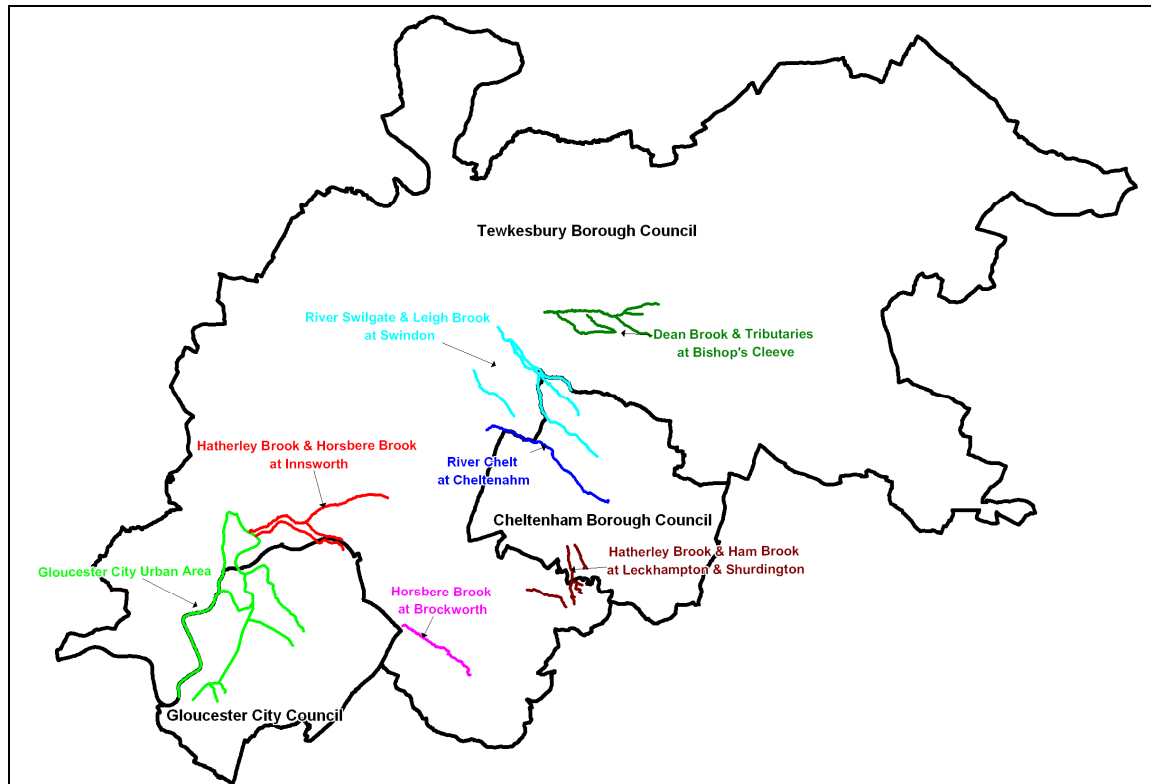 Tewkesbury Borough Council
River Swilgate & Leigh Brook
at Swindon
Dean Brook & Tributaries
at Bishop's Cleeve
Hatherley Brook & Horsbere Brook
at Innsworth
River Chelt
at Cheltenahm
Cheltenham Borough Council
Hatherley Brook & Ham Brook
at Leckhampton & Shurdington
Gloucester City Urban Area
Horsbere Brook
at Brockworth
Gloucester City Council